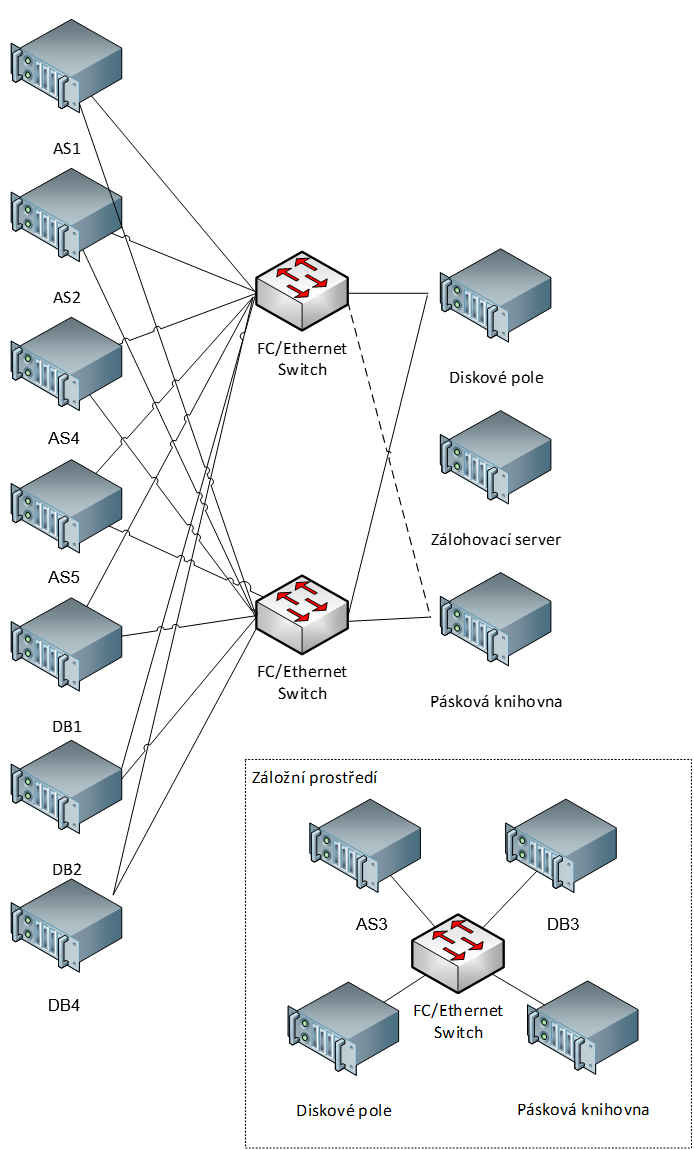 AS1
AS2
AS4
AS5
DB1
DB2
DB4
FC/Ethernet
Switch
FC/Ethernet
Switch
Diskové pole
Zálohovací server
Pásková knihovna
Záložní prostředí
AS3
DB3
FC/Ethernet
Switch
Diskové pole
Pásková knihovna